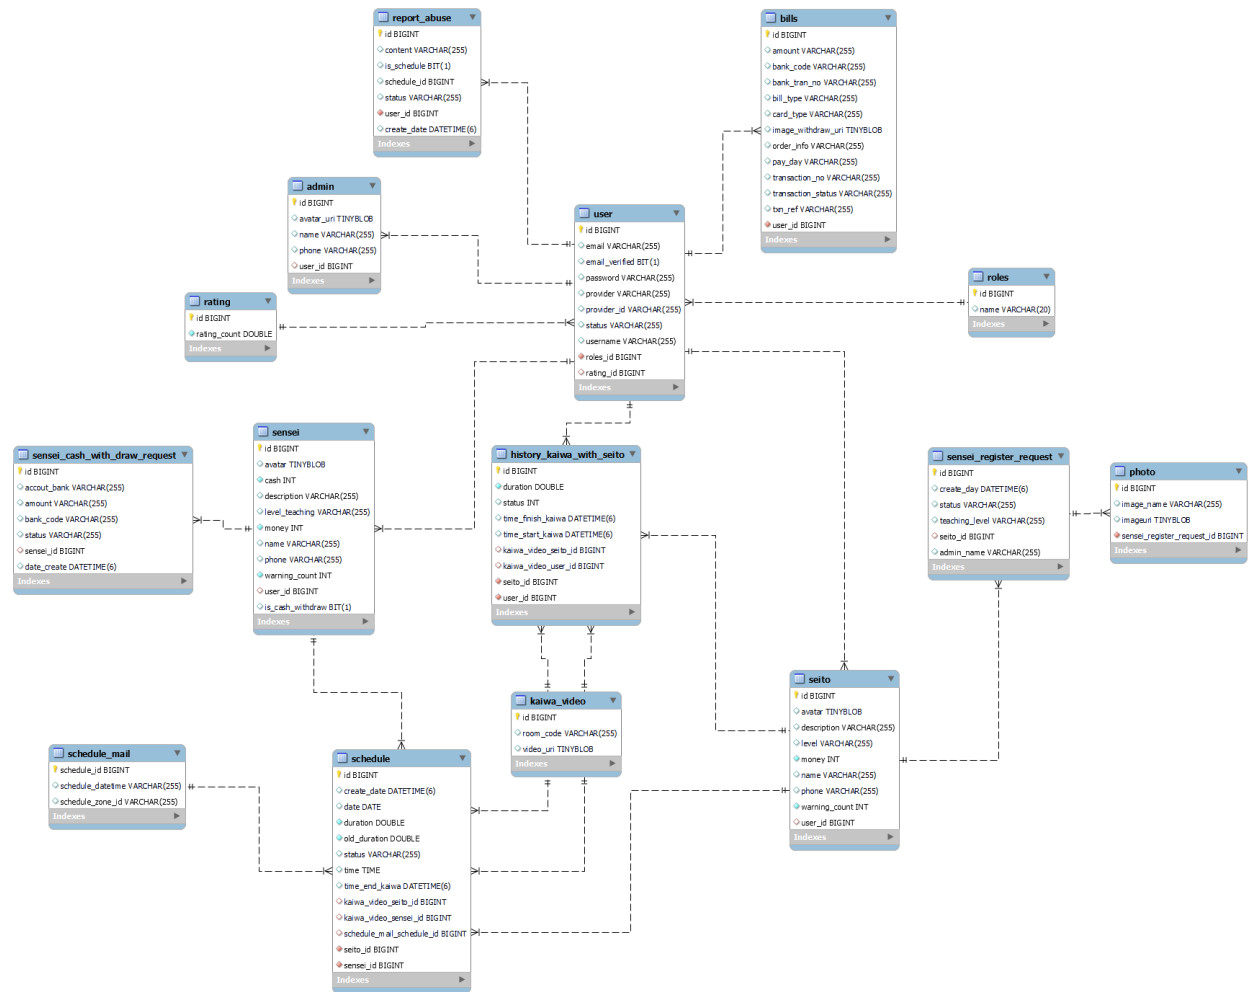 report_abuse
id BIGINT
content VARCHAR(255)
is_schedule BIT(1)
schedule_id BIGINT
status VARCHAR(255)
user_id BIGINT
create_date DATETIME(6)
Indexes
bills
id BIGINT
amount VARCHAR(255)
bank_code VARCHAR(255)
bank_tran_no VARCHAR(255)
bill_type VARCHAR(255)
card_type VARCHAR(255)
image_withdraw_uri TINYBLOB
order_info VARCHAR(255)
pay_day VARCHAR(255)
transaction_no VARCHAR(255)
transaction_status VARCHAR(255)
txn_ref VARCHAR(255)
user_id BIGINT
Indexes
admin
id BIGINT
avatar_uri TINYBLOB
name VARCHAR(255)
phone VARCHAR(255)
user_id BIGINT
Indexes
user
id BIGINT
email VARCHAR(255)
email_verified BIT(1)
password VARCHAR(255)
provider VARCHAR(255)
provider_id VARCHAR(255)
status VARCHAR(255)
username VARCHAR(255)
roles_id BIGINT
rating_id BIGINT
Indexes
roles
id BIGINT
name VARCHAR(20)
Indexes
rating
id BIGINT
rating_count DOUBLE
Indexes
sensei_cash_with_draw_request
id BIGINT
accout_bank VARCHAR(255)
amount VARCHAR(255)
bank_code VARCHAR(255)
status VARCHAR(255)
sensei_id BIGINT
date_create DATETIME(6)
Indexes
sensei
id BIGINT
avatar TINYBLOB
cash INT
description VARCHAR(255)
level_teaching VARCHAR(255)
money INT
name VARCHAR(255)
phone VARCHAR(255)
warning_count INT
user_id BIGINT
is_cash_withdraw BIT(1)
Indexes
history_kaiwa_with_seito
id BIGINT
duration DOUBLE
status INT
time_finish_kaiwa DATETIME(6)
time_start_kaiwa DATETIME(6)
kaiwa_video_seito_id BIGINT
kaiwa_video_user_id BIGINT
seito_id BIGINT
user_id BIGINT
Indexes
sensei_register_request
id BIGINT
create_day DATETIME(6)
status VARCHAR(255)
teaching_level VARCHAR(255)
seito_id BIGINT
admin_name VARCHAR(255)
Indexes
photo
id BIGINT
image_name VARCHAR(255)
imageuri TINYBLOB
sensei_register_request_id BIGINT
Indexes
kaiwa_video
id BIGINT
room_code VARCHAR(255)
video_uri TINYBLOB
Indexes
seito
id BIGINT
avatar TINYBLOB
description VARCHAR(255)
level VARCHAR(255)
money INT
name VARCHAR(255)
phone VARCHAR(255)
warning_count INT
user_id BIGINT
Indexes
schedule_mail
schedule_id BIGINT
schedule_datetime VARCHAR(255)
schedule_zone_id VARCHAR(255)
Indexes
schedule
id BIGINT
create_date DATETIME(6)
date DATE
duration DOUBLE
old_duration DOUBLE
status VARCHAR(255)
time TIME
time_end_kaiwa DATETIME(6)
kaiwa_video_seito_id BIGINT
kaiwa_video_sensei_id BIGINT
schedule_mail_schedule_id BIGINT
seito_id BIGINT
sensei_id BIGINT
Indexes